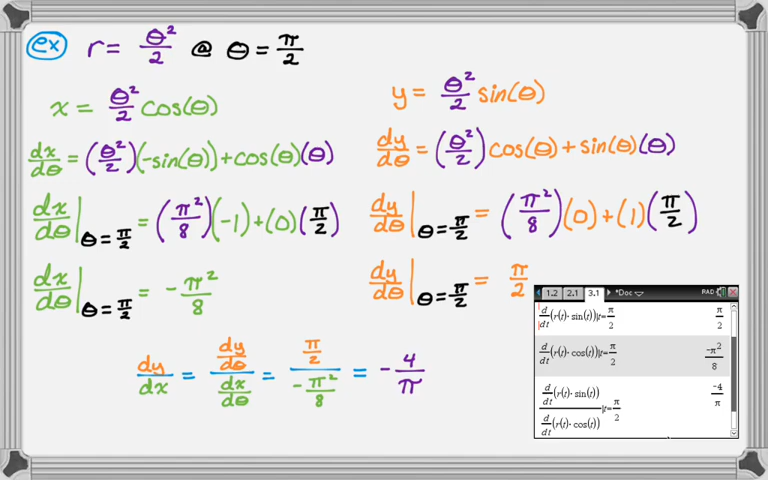 ex r = θ²/2 @ θ = π/2
x = θ²/2 cos(θ)
dx/dθ = (θ²/2)(-sin(θ)) + cos(θ)(θ)
dx/dθ|θ=π/2 = (π²/8)(-1) + (0)(π/2)
dx/dθ|θ=π/2 = -π²/8
y = θ²/2 sin(θ)
dy/dθ = (θ²/2) cos(θ) + sin(θ)(θ)
dy/dθ|θ=π/2 = (π²/8)(0) + (1)(π/2)
dy/dθ|θ=π/2 = π/2
dy/dx = (dy/dθ)/(dx/dθ) = (π/2)/(-π²/8) = -4/π
1.2 2.1 3.1 *Doc RAD
d/dt(r(t)·sin(t))|t=π/2 π/2
d/dt(r(t)·cos(t))|t=π/2 -π²/8
(d/dt(r(t)·sin(t)))/(d/dt(r(t)·cos(t)))|t=π/2 -4/π